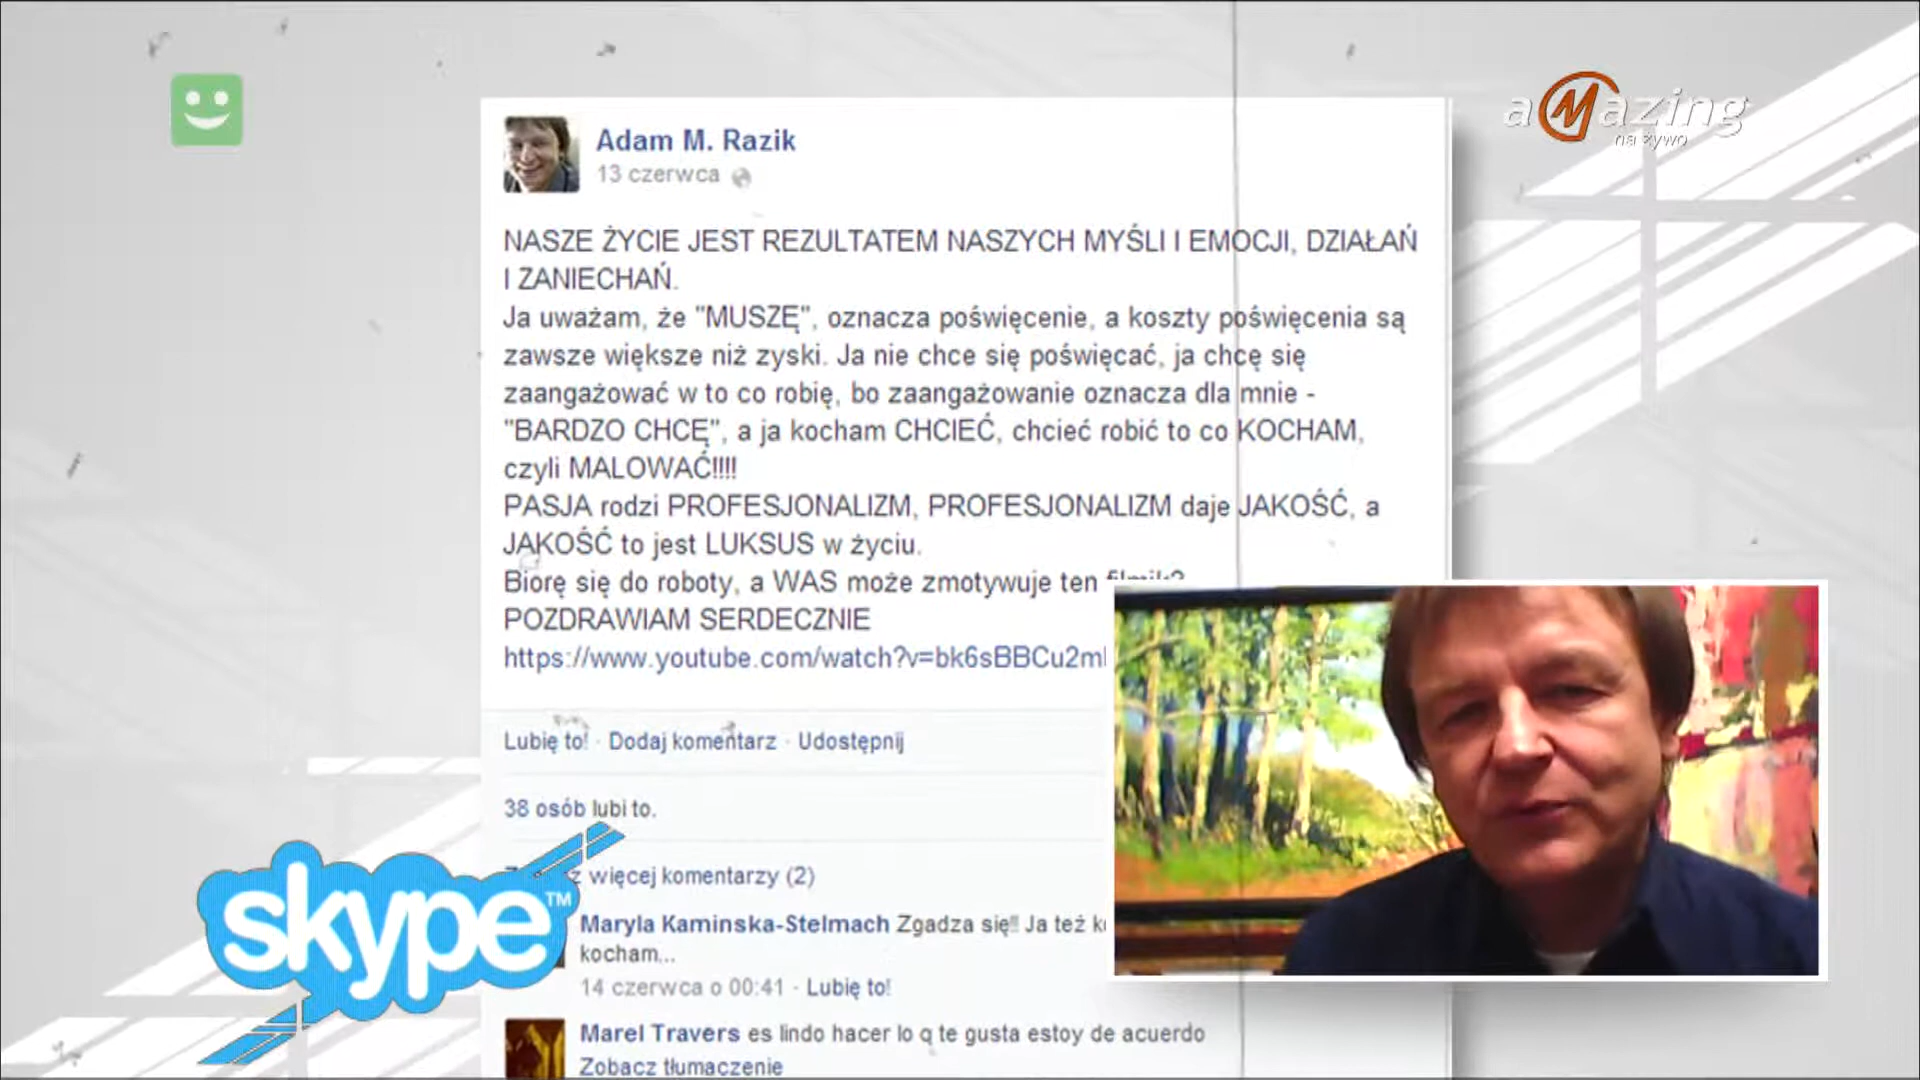 aMazing
na żywo
Adam M. Razik
13 czerwca
NASZE ŻYCIE JEST REZULTATEM NASZYCH MYŚLI I EMOCJI, DZIAŁAŃ
I ZANIECHAŃ.
Ja uważam, że "MUSZĘ", oznacza poświęcenie, a koszty poświęcenia są
zawsze większe niż zyski. Ja nie chce się poświęcać, ja chcę się
zaangażować w to co robię, bo zaangażowanie oznacza dla mnie -
"BARDZO CHCĘ", a ja kocham CHCIEĆ, chcieć robić to co KOCHAM,
czyli MALOWAĆ!!!!
PASJA rodzi PROFESJONALIZM, PROFESJONALIZM daje JAKOŚĆ, a
JAKOŚĆ to jest LUKSUS w życiu.
Biorę się do roboty, a WAS może zmotywuje ten filmik?
POZDRAWIAM SERDECZNIE
https://www.youtube.com/watch?v=bk6sBBCu2m
Lubię to! · Dodaj komentarz · Udostępnij
38 osób lubi to.
więcej komentarzy (2)
Maryla Kaminska-Stelmach Zgadza się!! Ja też
kocham...
14 czerwca o 00:41 · Lubię to!
Marel Travers es lindo hacer lo q te gusta estoy de acuerdo
Zobacz tłumaczenie
skype™